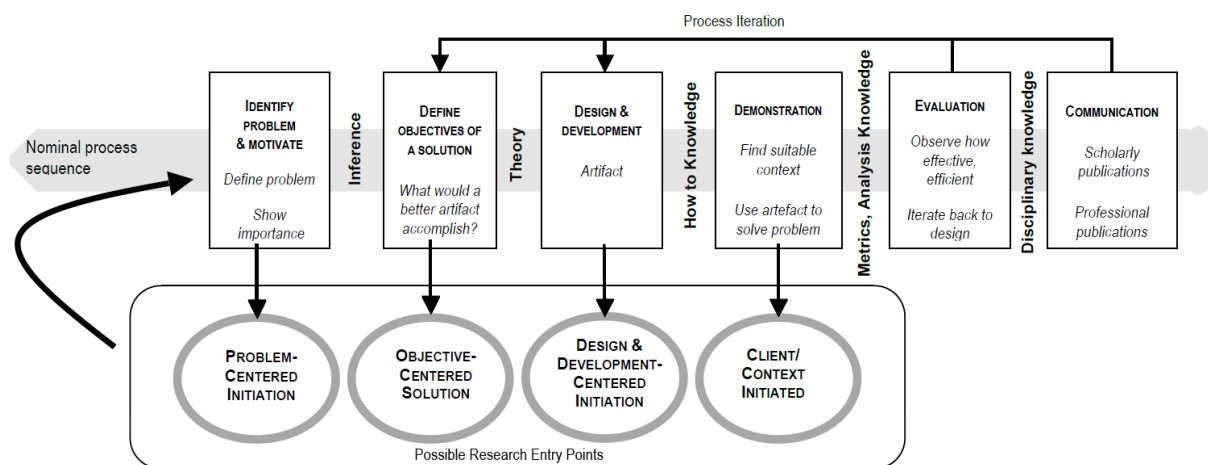 Process Iteration
Nominal process
sequence
IDENTIFY
PROBLEM
& MOTIVATE
Define problem
Show
importance
Inference
DEFINE
OBJECTIVES OF
A SOLUTION
What would a
better artifact
accomplish?
Theory
DESIGN &
DEVELOPMENT
Artifact
How to Knowledge
DEMONSTRATION
Find suitable
context
Use artefact to
solve problem
Metrics, Analysis Knowledge
EVALUATION
Observe how
effective,
efficient
Iterate back to
design
Disciplinary knowledge
COMMUNICATION
Scholarly
publications
Professional
publications
PROBLEM-
CENTERED
INITIATION
OBJECTIVE-
CENTERED
SOLUTION
DESIGN &
DEVELOPMENT-
CENTERED
INITIATION
CLIENT/
CONTEXT
INITIATED
Possible Research Entry Points